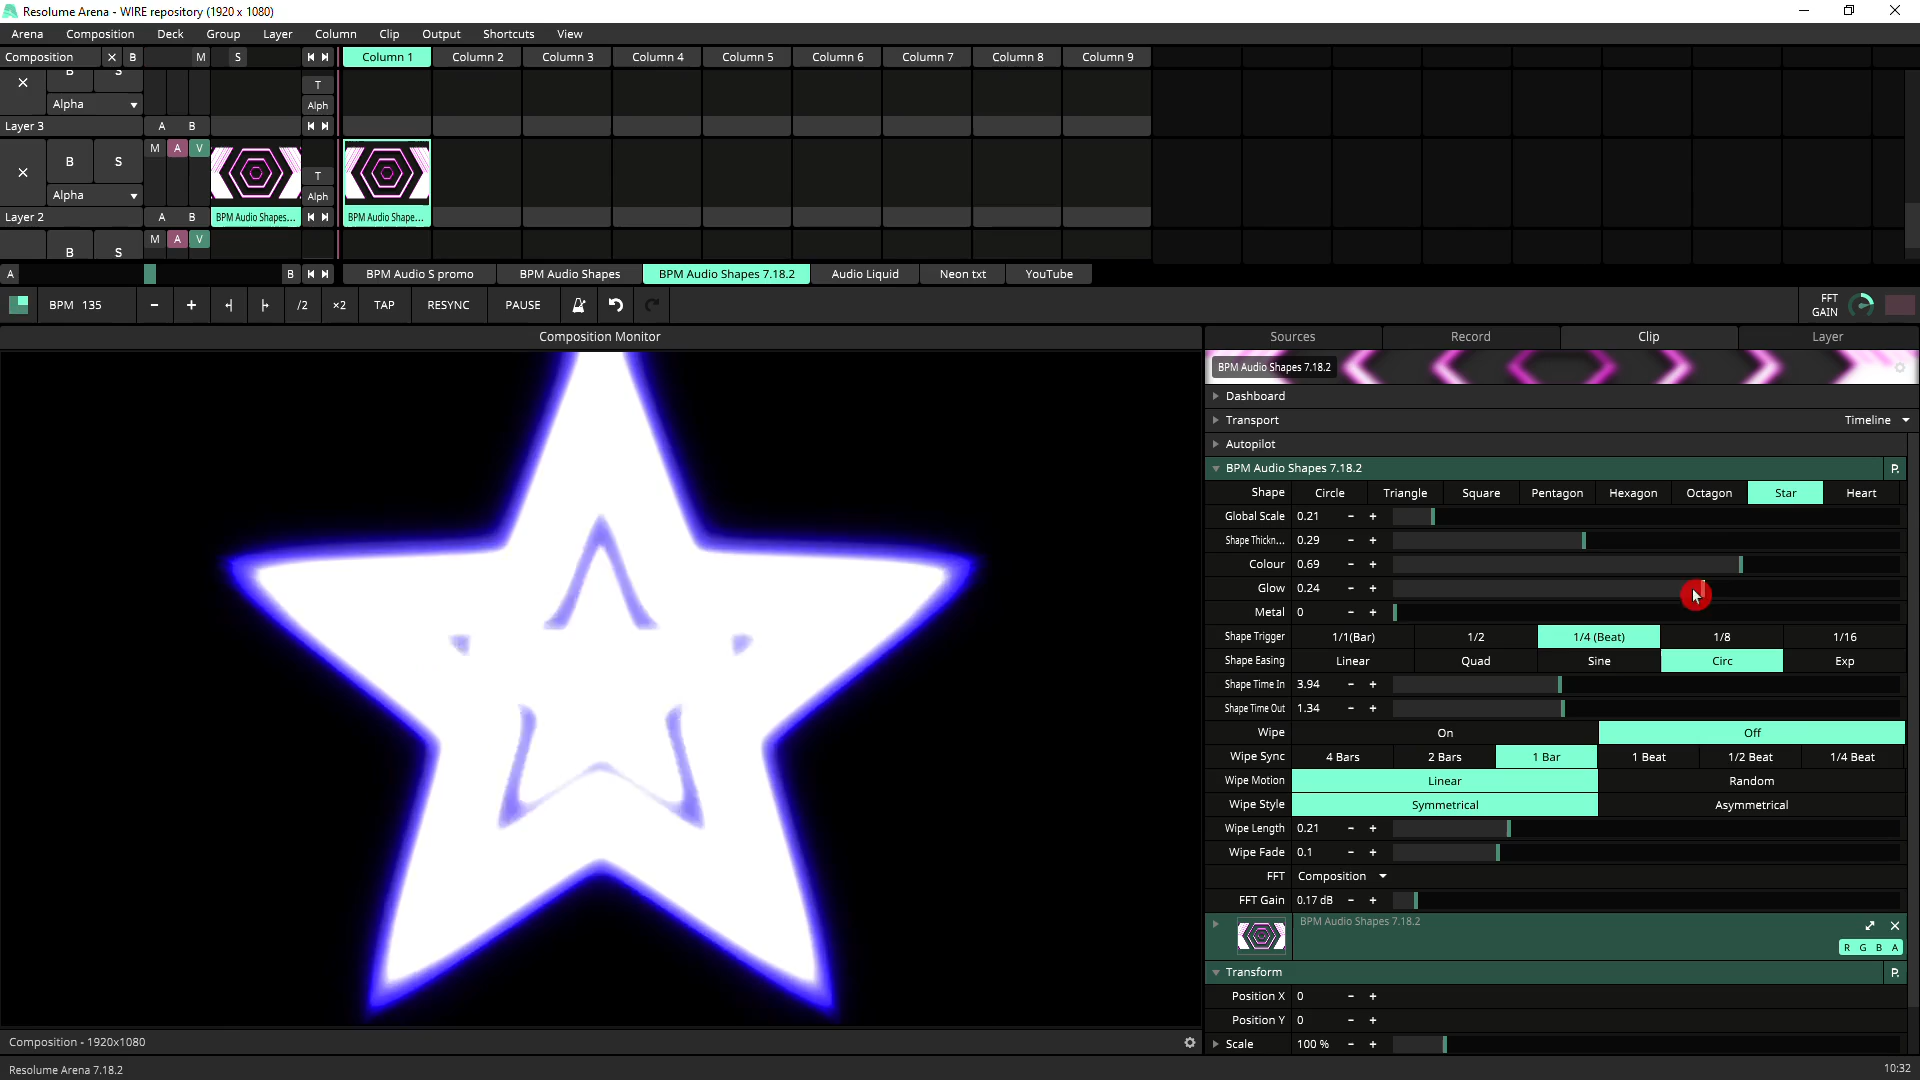 Resolume Arena - WIRE repository (1920 x 1080)
Arena Composition Deck Group Layer Column Clip Output Shortcuts View
Composition B M S Column 1 Column 2 Column 3 Column 4 Column 5 Column 6 Column 7 Column 8 Column 9
B S T
Alpha Alph
Layer 3 A B
M A V
B S T
Alpha Alph
Layer 2 A B BPM Audio Shapes... BPM Audio Shape...
M A V
B S
A B BPM Audio S promo BPM Audio Shapes BPM Audio Shapes 7.18.2 Audio Liquid Neon txt YouTube
BPM 135 - + /2 ×2 TAP RESYNC PAUSE FFT GAIN
Composition Monitor
Sources Record Clip Layer
BPM Audio Shapes 7.18.2
Dashboard
Transport Timeline
Autopilot
BPM Audio Shapes 7.18.2 P.
Shape Circle Triangle Square Pentagon Hexagon Octagon Star Heart
Global Scale 0.21 - +
Shape Thickn... 0.29 - +
Colour 0.69 - +
Glow 0.24 - +
Metal 0 - +
Shape Trigger 1/1(Bar) 1/2 1/4 (Beat) 1/8 1/16
Shape Easing Linear Quad Sine Circ Exp
Shape Time In 3.94 - +
Shape Time Out 1.34 - +
Wipe On Off
Wipe Sync 4 Bars 2 Bars 1 Bar 1 Beat 1/2 Beat 1/4 Beat
Wipe Motion Linear Random
Wipe Style Symmetrical Asymmetrical
Wipe Length 0.21 - +
Wipe Fade 0.1 - +
FFT Composition
FFT Gain 0.17 dB - +
BPM Audio Shapes 7.18.2
R G B A
Transform P.
Position X 0 - +
Position Y 0 - +
Scale 100 % - +
Composition - 1920x1080
Resolume Arena 7.18.2 10:32